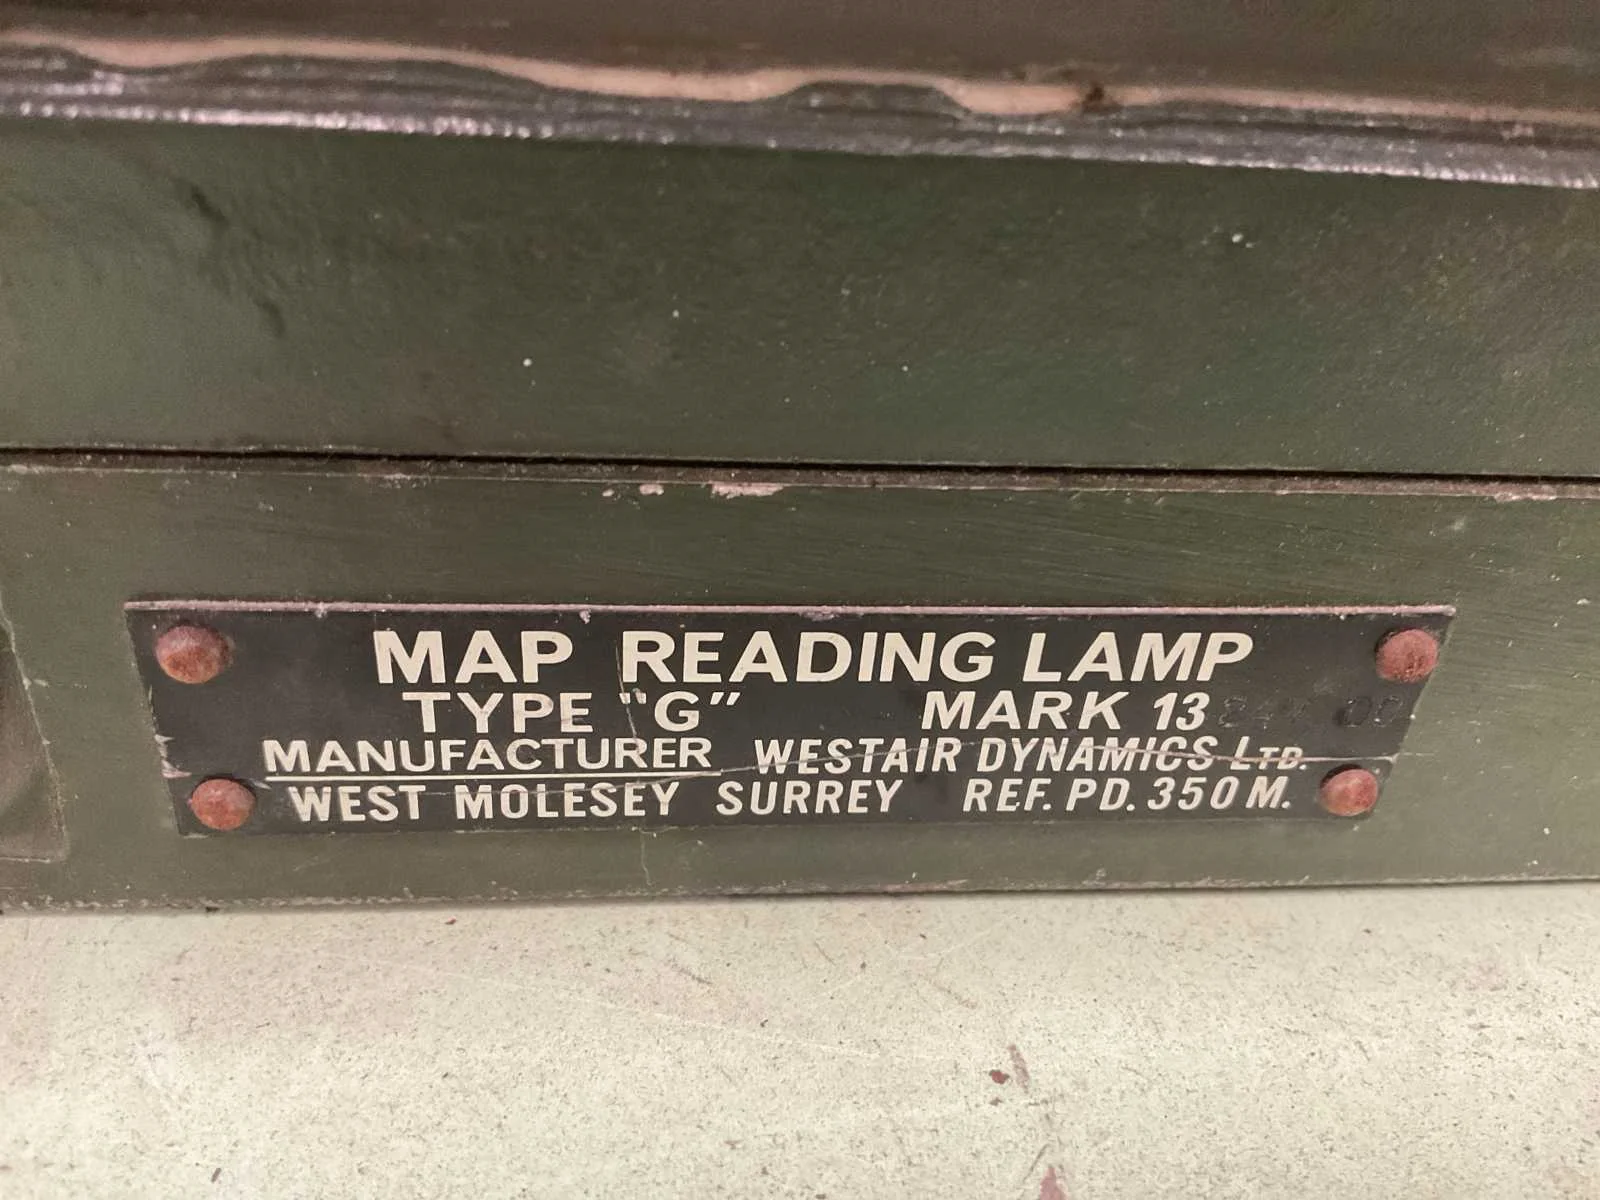 MAP READING LAMP
TYPE "G" MARK 13
MANUFACTURER WESTAIR DYNAMICS LTD.
WEST MOLESEY SURREY REF. PD. 350 M.